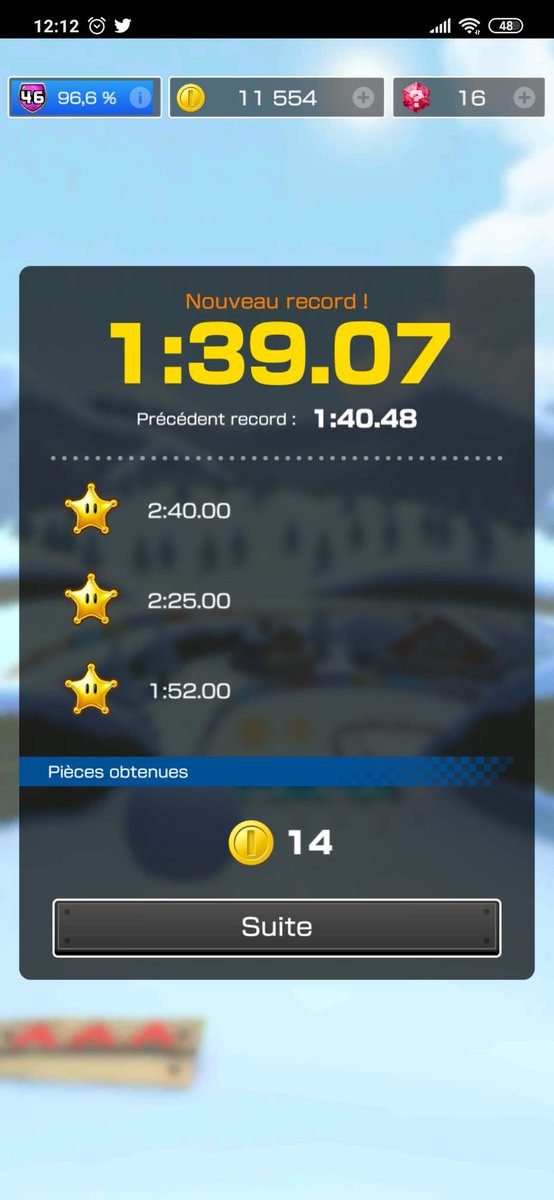 12:12
48
46 96,6 % i
11 554
16
Nouveau record !
1:39.07
Précédent record : 1:40.48
2:40.00
2:25.00
1:52.00
Pièces obtenues
14
Suite